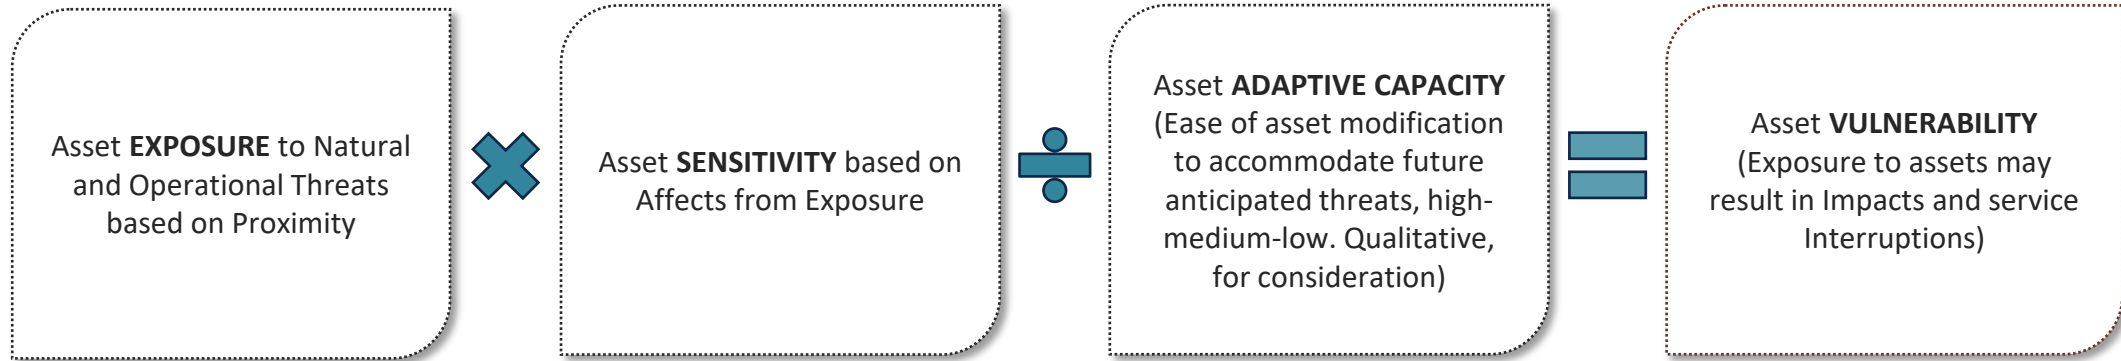 Asset EXPOSURE to Natural
and Operational Threats
based on Proximity
Asset SENSITIVITY based on
Affects from Exposure
Asset ADAPTIVE CAPACITY
(Ease of asset modification
to accommodate future
anticipated threats, high-
medium-low. Qualitative,
for consideration)
Asset VULNERABILITY
(Exposure to assets may
result in Impacts and service
Interruptions)